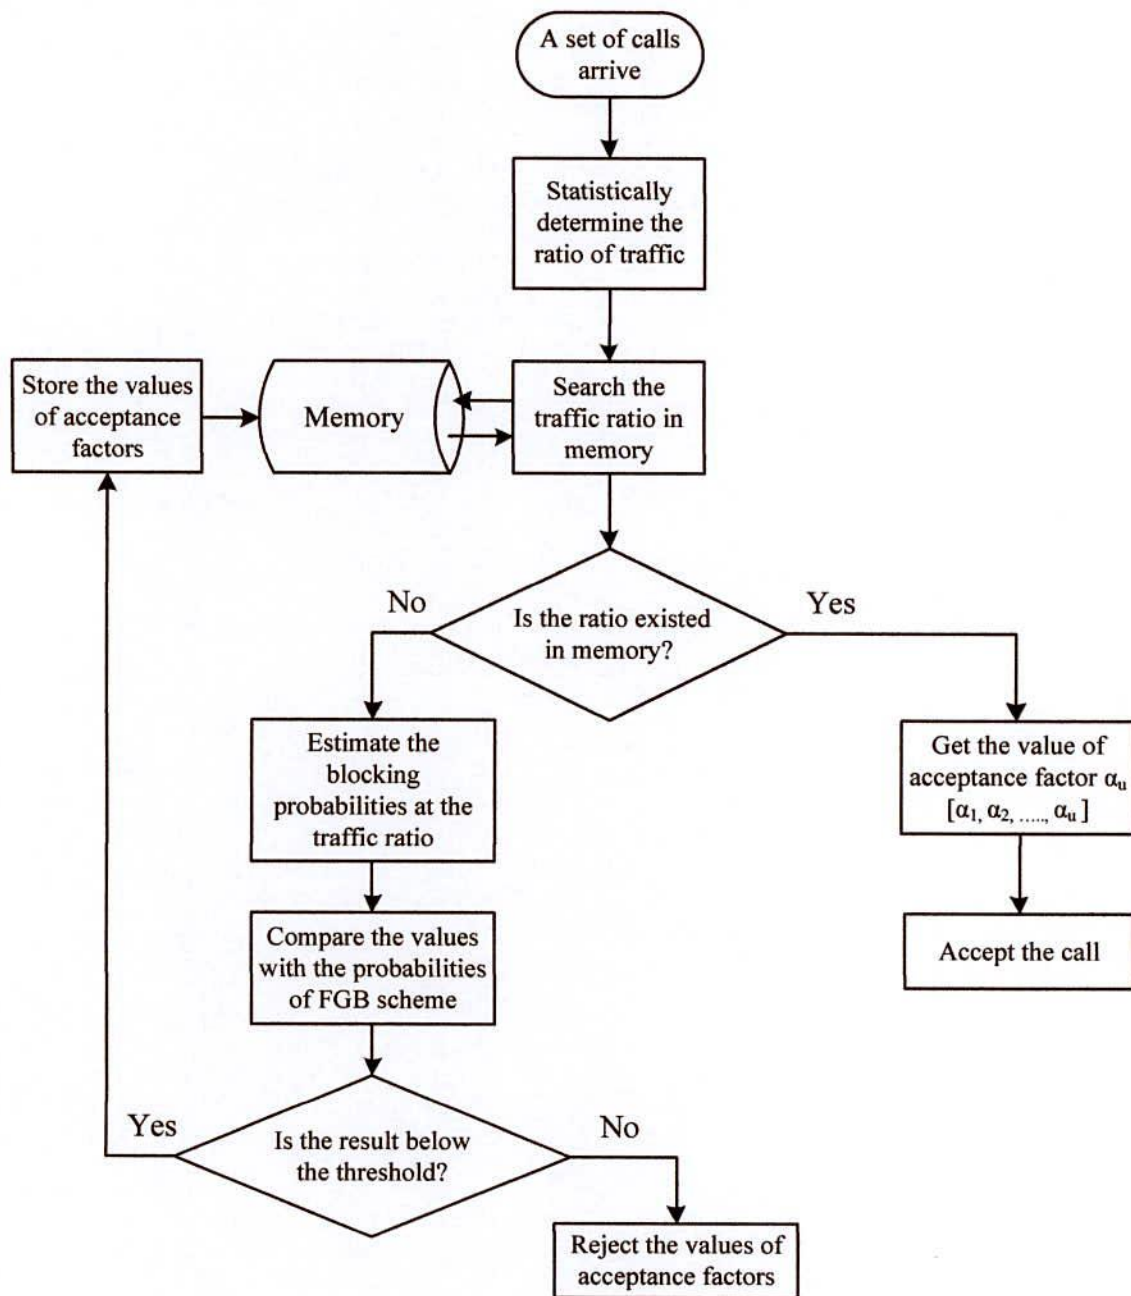 A set of calls
arrive
Statistically
determine the
ratio of traffic
Store the values
of acceptance
factors
Memory
Search the
traffic ratio in
memory
No
Yes
Is the ratio existed
in memory?
Estimate the
blocking
probabilities at the
traffic ratio
Get the value of
acceptance factor αu
[α1, α2, ....., αu ]
Compare the values
with the probabilities
of FGB scheme
Accept the call
Yes
No
Is the result below
the threshold?
Reject the values of
acceptance factors